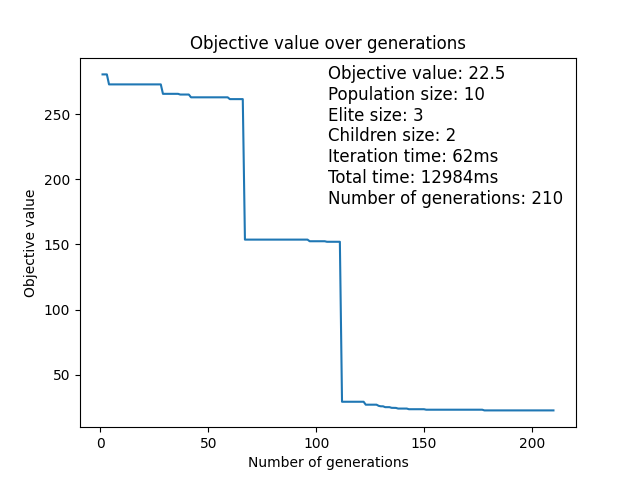 Objective value over generations
Objective value: 22.5
Population size: 10
Elite size: 3
Children size: 2
Iteration time: 62ms
Total time: 12984ms
Number of generations: 210
Objective value
250
200
150
100
50
0
50
100
150
200
Number of generations